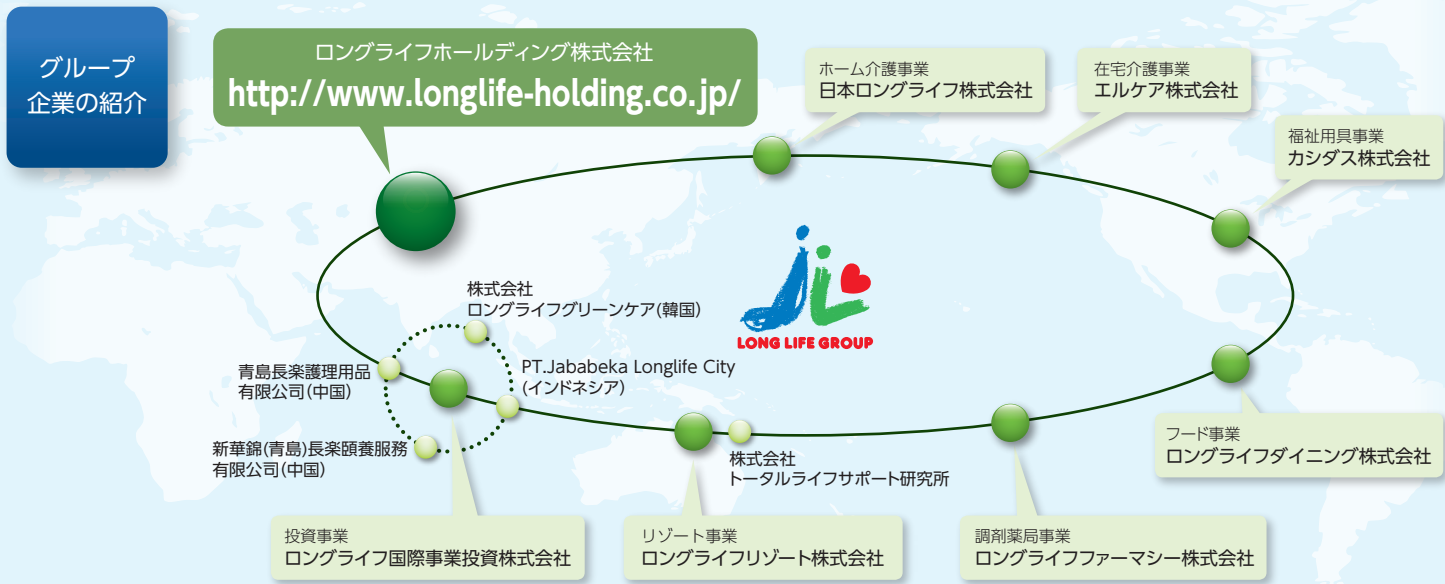 グループ
企業の紹介
ロングライフホールディング株式会社
http://www.longlife-holding.co.jp/
ホーム介護事業
日本ロングライフ株式会社
在宅介護事業
エルケア株式会社
福祉用具事業
カシダス株式会社
株式会社
ロングライフグリーンケア(韓国)
LONG LIFE GROUP
青島長楽護理用品
有限公司(中国)
PT.Jababeka Longlife City
(インドネシア)
新華錦(青島)長楽頤養服務
有限公司(中国)
株式会社
トータルライフサポート研究所
フード事業
ロングライフダイニング株式会社
投資事業
ロングライフ国際事業投資株式会社
リゾート事業
ロングライフリゾート株式会社
調剤薬局事業
ロングライフファーマシー株式会社